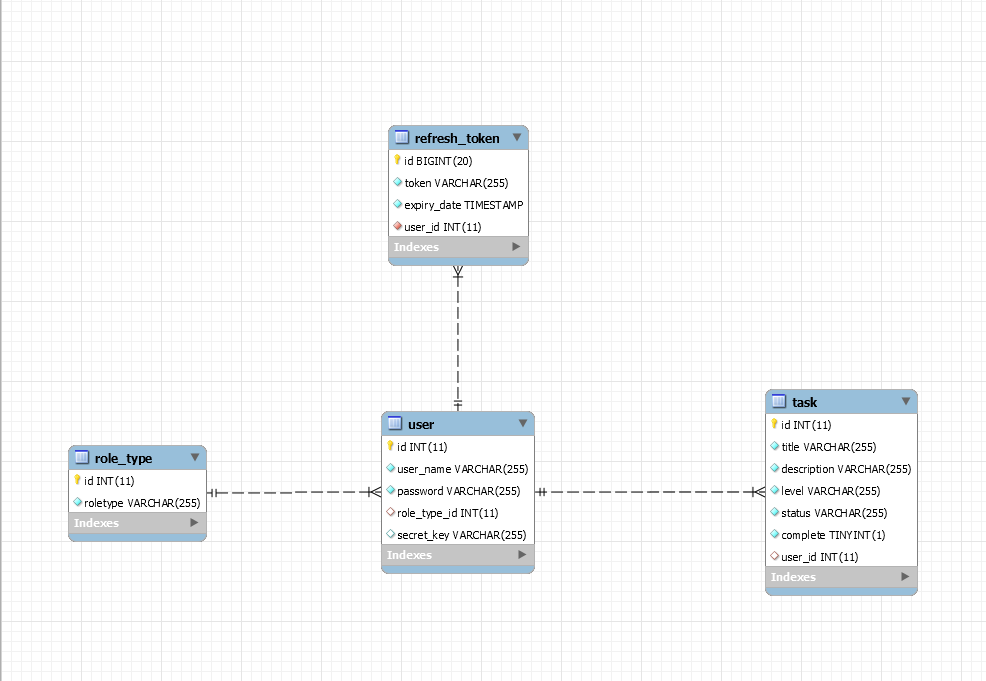 refresh_token
id BIGINT(20)
token VARCHAR(255)
expiry_date TIMESTAMP
user_id INT(11)
Indexes
role_type
id INT(11)
roletype VARCHAR(255)
Indexes
user
id INT(11)
user_name VARCHAR(255)
password VARCHAR(255)
role_type_id INT(11)
secret_key VARCHAR(255)
Indexes
task
id INT(11)
title VARCHAR(255)
description VARCHAR(255)
level VARCHAR(255)
status VARCHAR(255)
complete TINYINT(1)
user_id INT(11)
Indexes